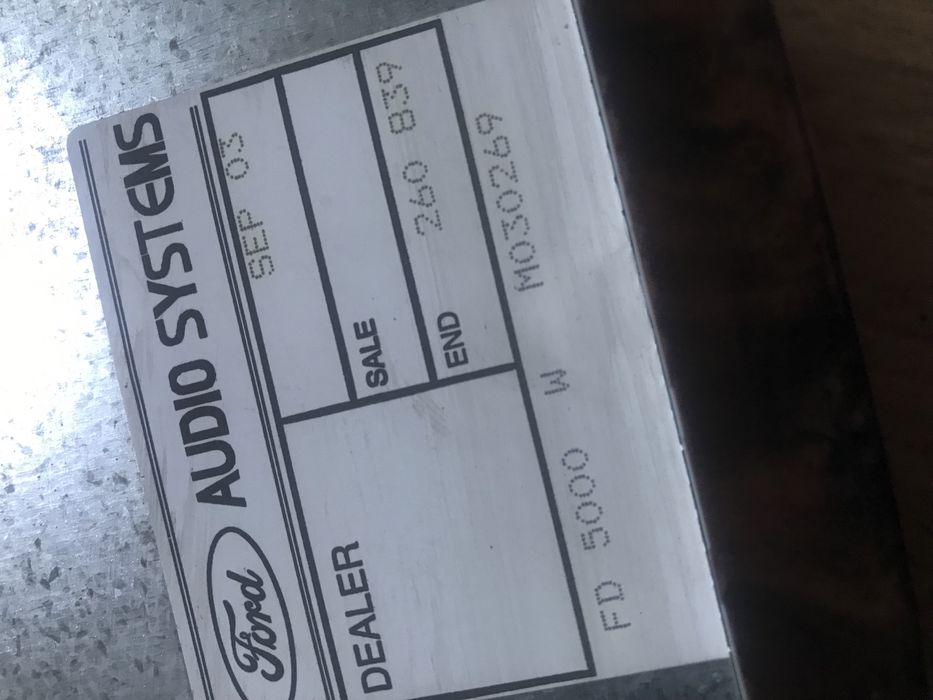 Ford AUDIO SYSTEMS
SEP 03
DEALER
SALE
260 839
END
FD 5000 W M030269